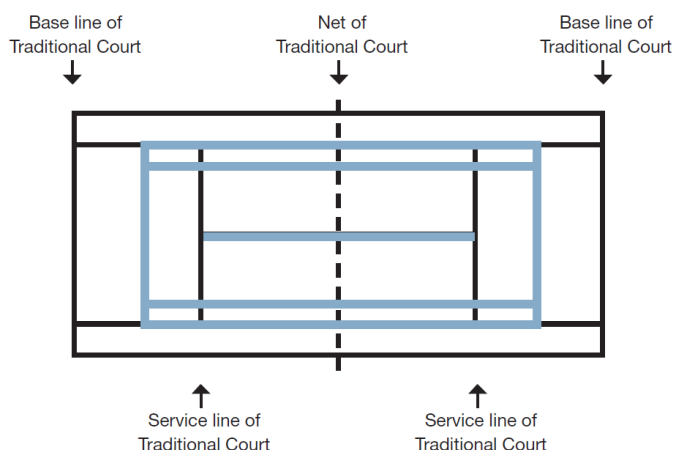 Base line of
Traditional Court
Net of
Traditional Court
Base line of
Traditional Court
Service line of
Traditional Court
Service line of
Traditional Court